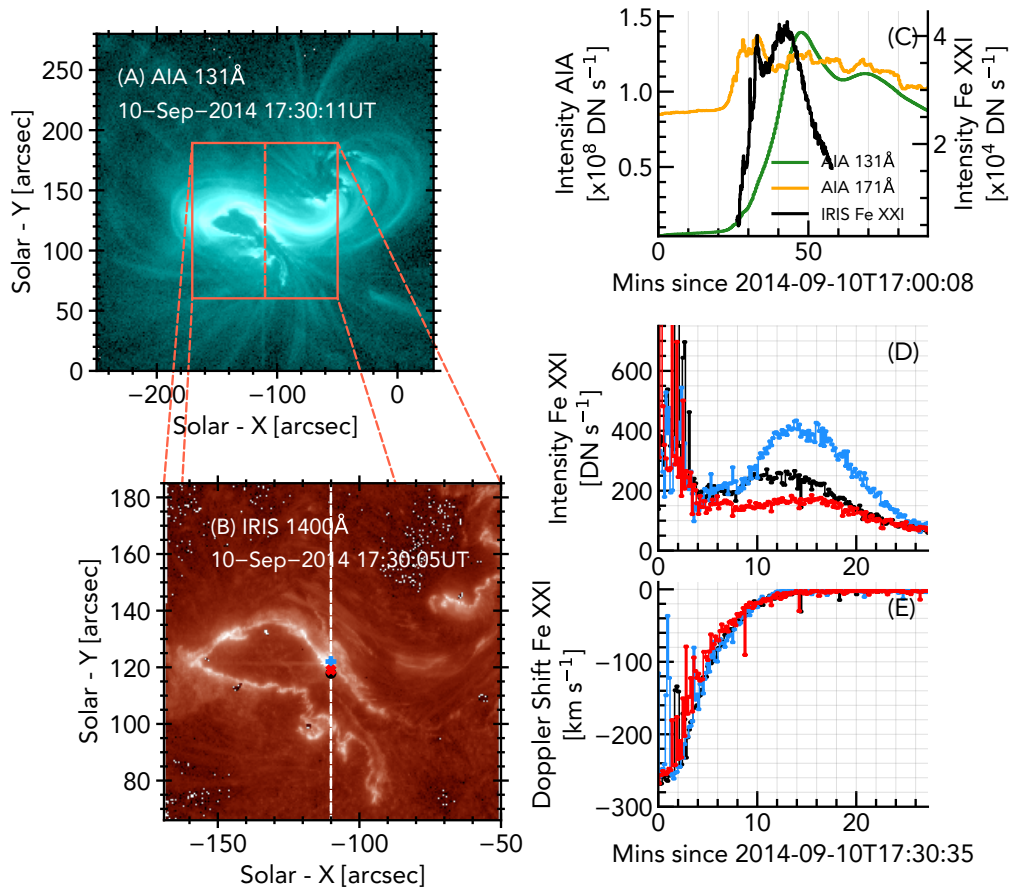 (A) AIA 131Å
10−Sep−2014 17:30:11UT
Solar - Y [arcsec]
250
200
150
100
50
0
−200
−100
0
Solar - X [arcsec]
(B) IRIS 1400Å
10−Sep−2014 17:30:05UT
Solar - Y [arcsec]
180
160
140
120
100
80
−150
−100
−50
Solar - X [arcsec]
(C)
Intensity AIA
[x10⁸ DN s⁻¹]
1.5
1.0
0.5
Intensity Fe XXI
[x10⁴ DN s⁻¹]
4
2
AIA 131Å
AIA 171Å
IRIS Fe XXI
0
50
Mins since 2014-09-10T17:00:08
(D)
Intensity Fe XXI
[DN s⁻¹]
600
400
200
0
0
10
20
(E)
Doppler Shift Fe XXI
[km s⁻¹]
0
−100
−200
−300
0
10
20
Mins since 2014-09-10T17:30:35